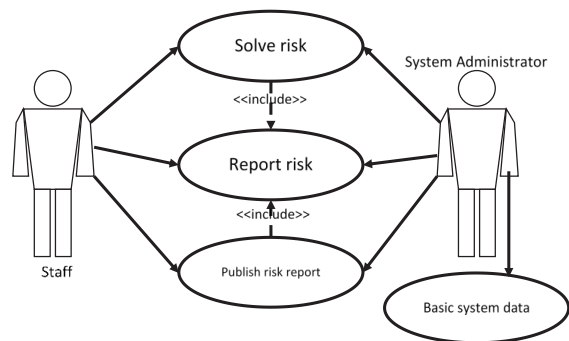 Solve risk
System Administrator
<<include>>
Report risk
<<include>>
Staff
Publish risk report
Basic system data